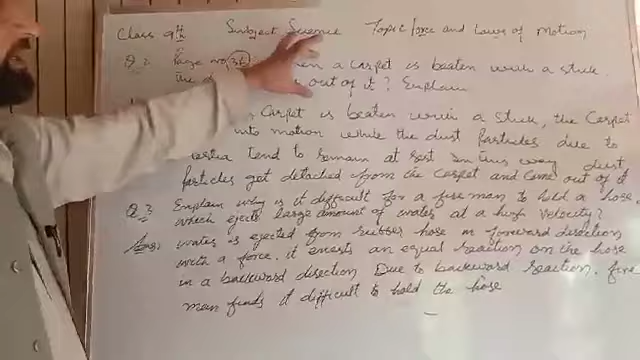 Class 9th Subject Science Topic force and Laws of Motion
Q 2 Page no 36 a carpet is beaten with a stick.
the out of it? Explain
Carpet is beaten with a stick, the Carpet
into motion while the dust Particles due to
tend to remain at rest In this way dust
Particles get detached from the Carpet and come out of it
Q. 3 Explain why is it difficult for a fire man to hold a hose,
which ejects large amount of water at a high velocity?
Ans: water is ejected from rubber hose in forward direction
with a force. it exerts an equal reaction on the hose
in a backward direction Due to backward reaction, fire
man finds it difficult to hold the hose